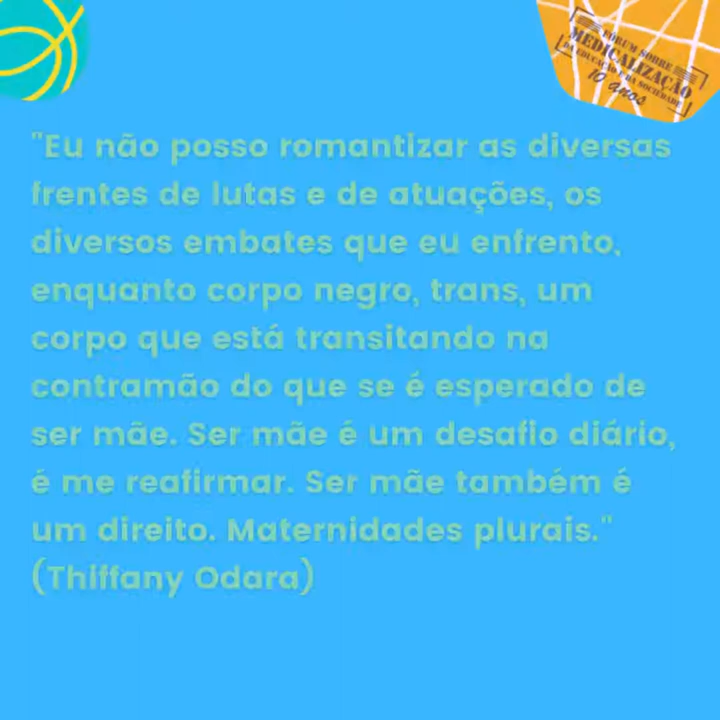 FÓRUM SOBRE
MEDICALIZAÇÃO
DA EDUCAÇÃO E DA SOCIEDADE
10 anos
"Eu não posso romantizar as diversas
frentes de lutas e de atuações, os
diversos embates que eu enfrento,
enquanto corpo negro, trans, um
corpo que está transitando na
contramão do que se é esperado de
ser mãe. Ser mãe é um desafio diário,
é me reafirmar. Ser mãe também é
um direito. Maternidades plurais."
(Thiffany Odara)